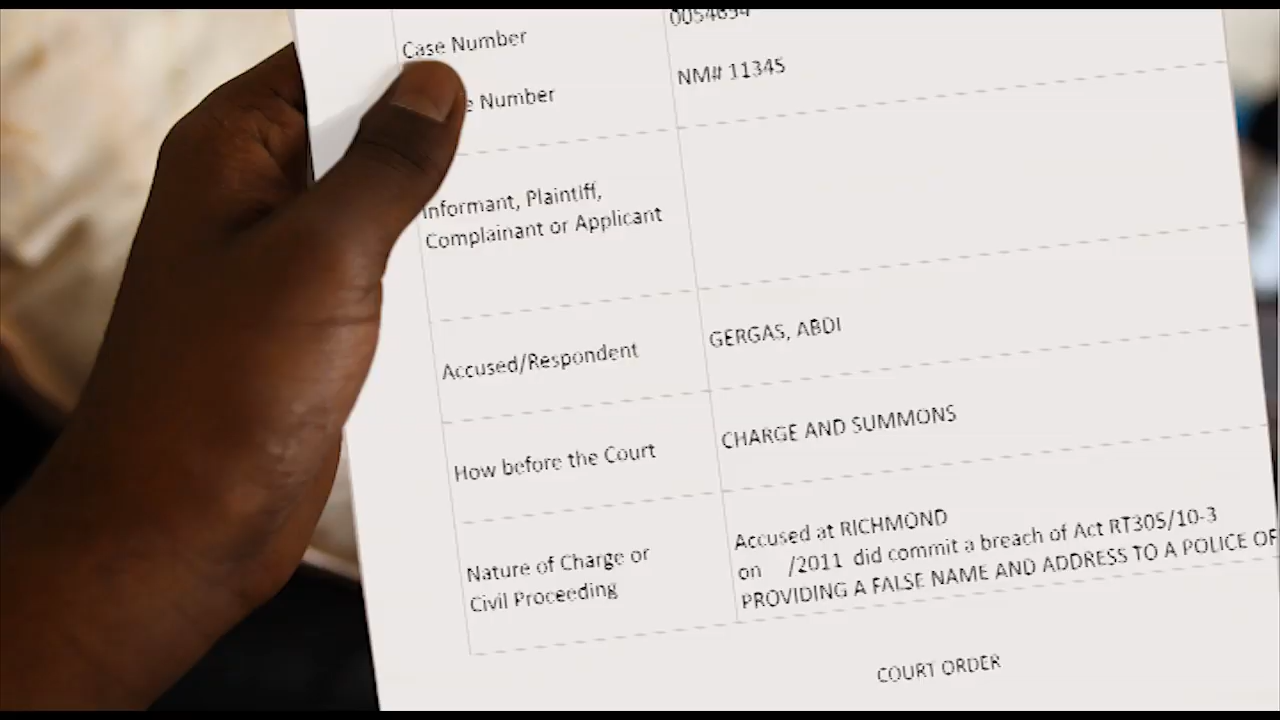 Case Number
NM# 11345
Number
Informant, Plaintiff,
Complainant or Applicant
Accused/Respondent
GERGAS, ABDI
How before the Court
CHARGE AND SUMMONS
Nature of Charge or
Civil Proceeding
Accused at RICHMOND
on /2011 did commit a breach of Act RT305/10-3
PROVIDING A FALSE NAME AND ADDRESS TO A POLICE OF
COURT ORDER